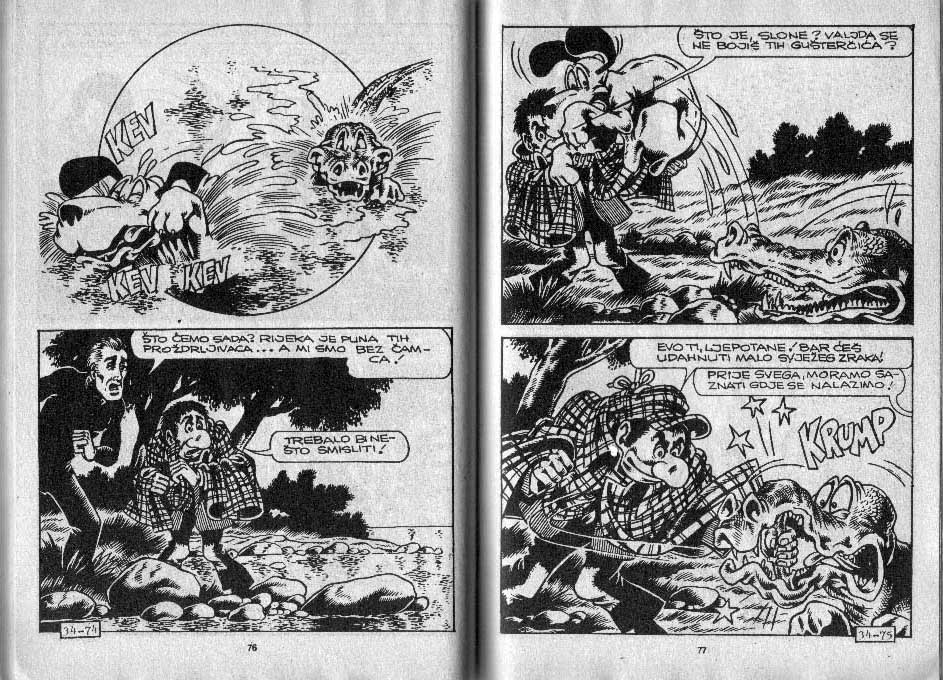 KEV
KEV KEV
ŠTO ĆEMO SADA? RIJEKA JE PUNA TIH
PROŽDRLJIVACA... A MI SMO BEZ ČAM-
CA!
TREBALO BI NE-
ŠTO SMISLITI!
34-74
76
ŠTO JE, SLONE? VALJDA SE
NE BOJIŠ TIH GUŠTERČIĆA?
EVO TI, LJEPOTANE! BAR ĆEŠ
UDAHNUTI MALO SVJEŽEG ZRAKA!
PRIJE SVEGA, MORAMO SA-
ZNATI GDJE SE NALAZIMO!
KRUMP
34-75
77